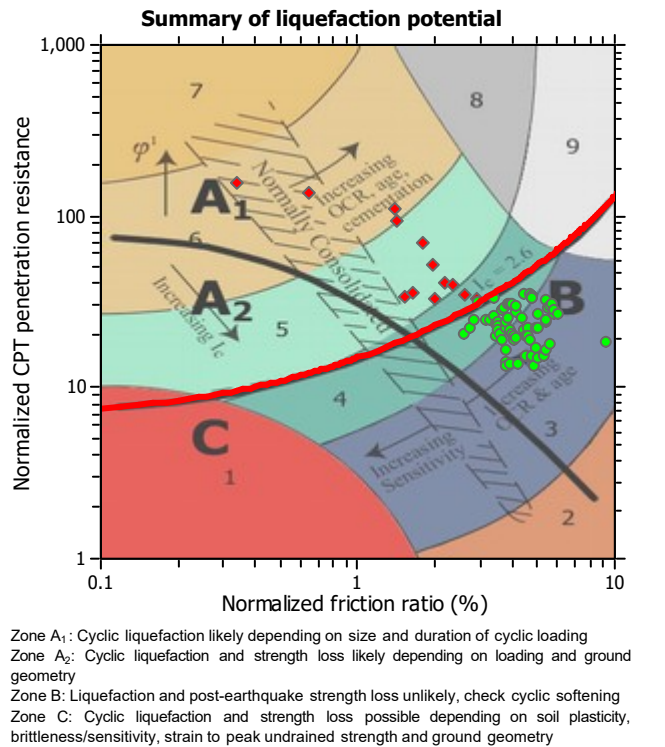 Summary of liquefaction potential
1,000
7
8
φ'
9
Normally Consolidated
Increasing
OCR, age,
cementation
A1
100
6
Ic = 2.6
A2
B
Increasing Ic
5
Normalized CPT penetration resistance
10
4
Increasing
OCR & age
C
3
Increasing
Sensitivity
1
2
1
0.1
1
10
Normalized friction ratio (%)
Zone A1: Cyclic liquefaction likely depending on size and duration of cyclic loading
Zone A2: Cyclic liquefaction and strength loss likely depending on loading and ground
geometry
Zone B: Liquefaction and post-earthquake strength loss unlikely, check cyclic softening
Zone C: Cyclic liquefaction and strength loss possible depending on soil plasticity,
brittleness/sensitivity, strain to peak undrained strength and ground geometry